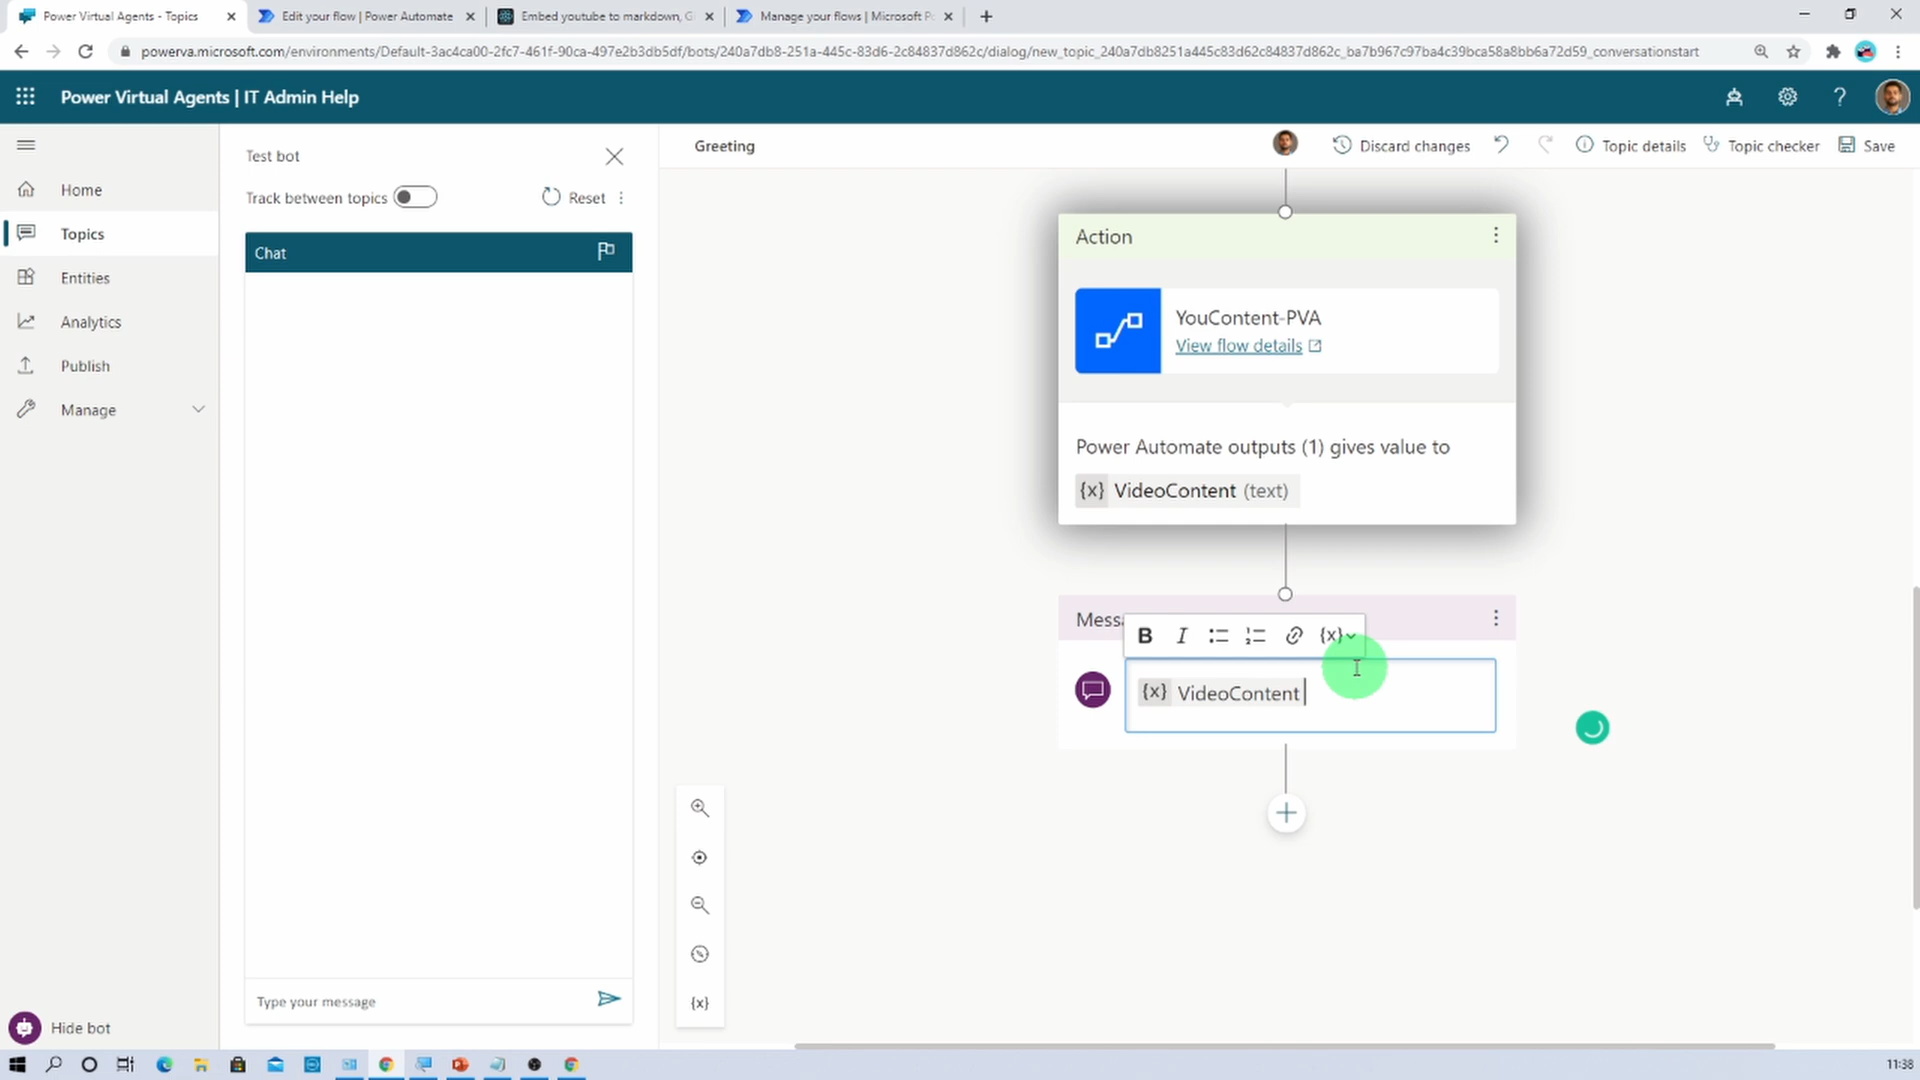 Power Virtual Agents - Topics
Edit your flow | Power Automate
Embed youtube to markdown, G
Manage your flows | Microsoft Po
powerva.microsoft.com/environments/Default-3ac4ca00-2fc7-461f-90ca-497e2b3db5df/bots/240a7db8-251a-445c-83d6-2c84837d862c/dialog/new_topic_240a7db8251a445c83d62c84837d862c_ba7b967c97ba4c39bca58a8bb6a72d59_conversationstart
Power Virtual Agents | IT Admin Help
Home
Topics
Entities
Analytics
Publish
Manage
Hide bot
Test bot
Track between topics
Reset
Chat
Type your message
Greeting
Discard changes
Topic details
Topic checker
Save
Action
YouContent-PVA
View flow details
Power Automate outputs (1) gives value to
{x} VideoContent (text)
Messa
B I {x}
{x} VideoContent
{x}
11:38